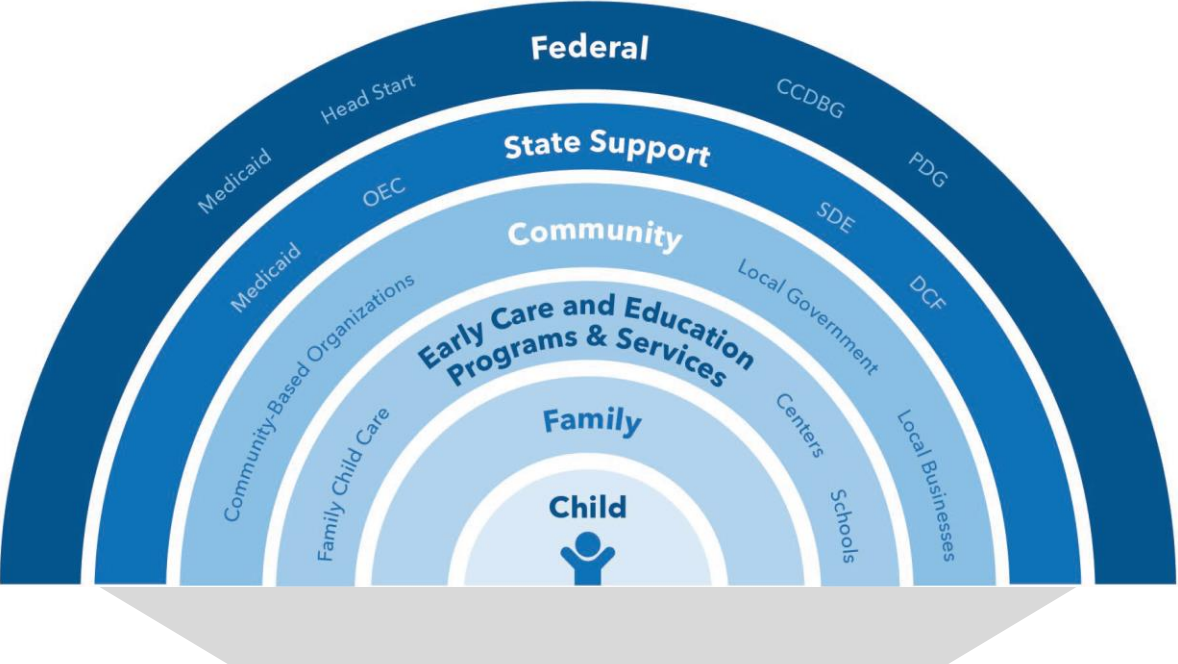 Federal
Medicaid
Head Start
CCDBG
PDG
State Support
Medicaid
OEC
SDE
DCF
Community
Community-Based Organizations
Local Government
Local Businesses
Early Care and Education
Programs & Services
Family Child Care
Centers
Schools
Family
Child